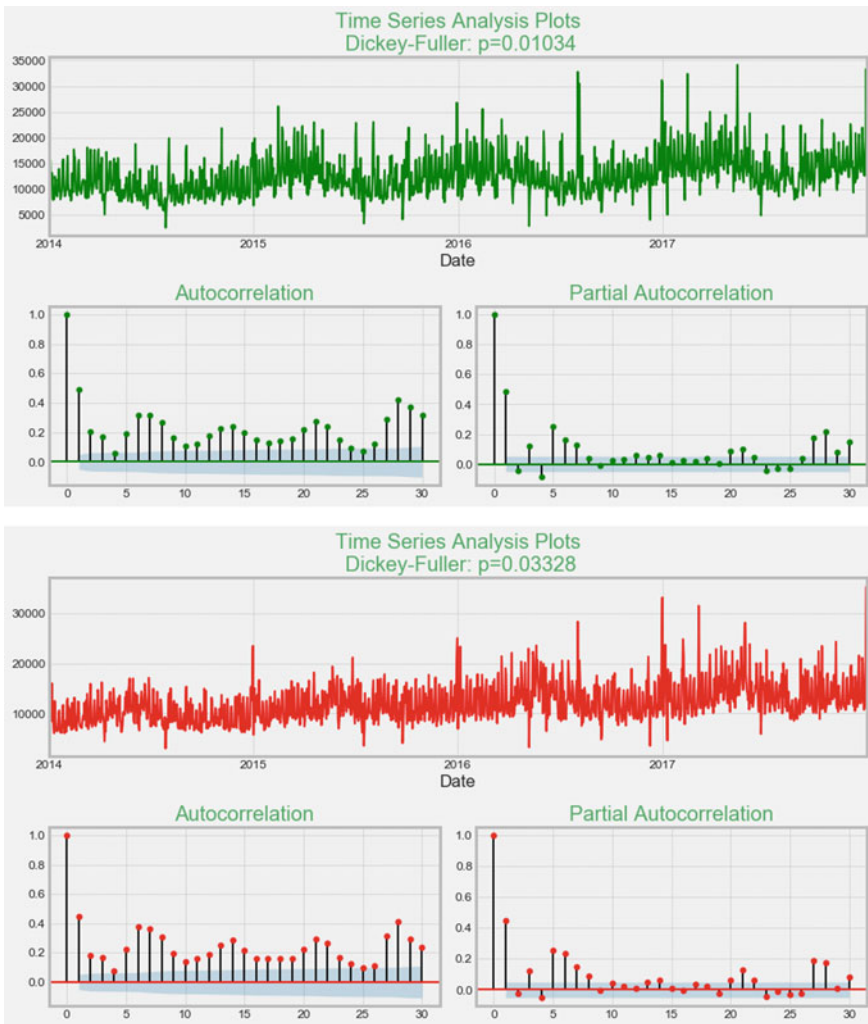 Time Series Analysis Plots
Dickey-Fuller: p=0.01034
35000
30000
25000
20000
15000
10000
5000
2014 2015 2016 2017
Date
Autocorrelation
1.0
0.8
0.6
0.4
0.2
0.0
0 5 10 15 20 25 30
Partial Autocorrelation
1.0
0.8
0.6
0.4
0.2
0.0
0 5 10 15 20 25 30
Time Series Analysis Plots
Dickey-Fuller: p=0.03328
30000
20000
10000
2014 2015 2016 2017
Date
Autocorrelation
1.0
0.8
0.6
0.4
0.2
0.0
0 5 10 15 20 25 30
Partial Autocorrelation
1.0
0.8
0.6
0.4
0.2
0.0
0 5 10 15 20 25 30